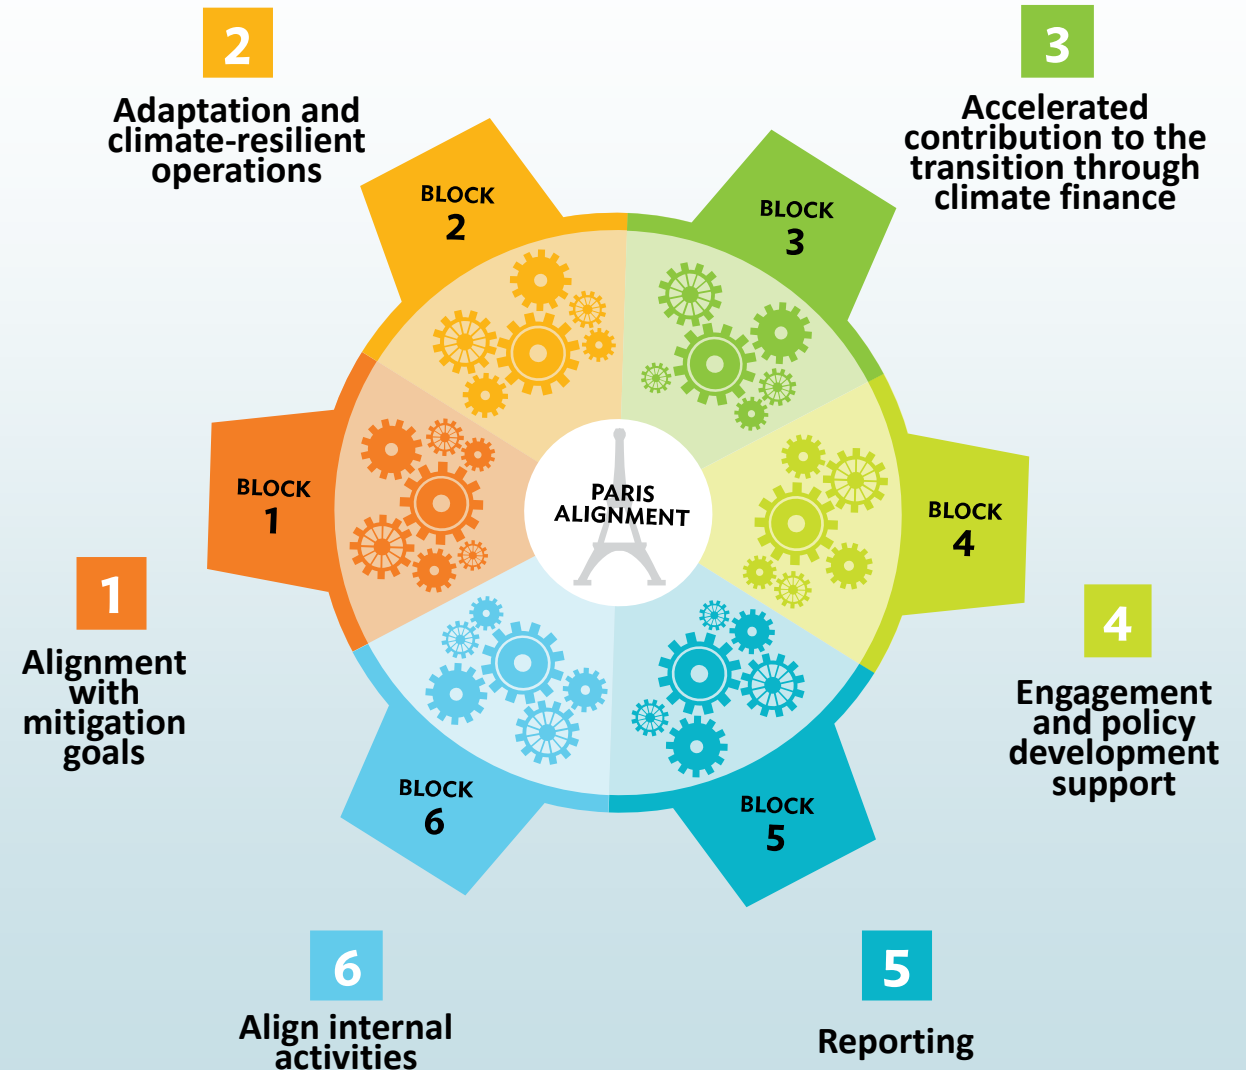 2
Adaptation and
climate-resilient
operations
3
Accelerated
contribution to the
transition through
climate finance
BLOCK
2
BLOCK
3
BLOCK
1
PARIS
ALIGNMENT
BLOCK
4
1
Alignment
with
mitigation
goals
4
Engagement
and policy
development
support
BLOCK
6
BLOCK
5
6
Align internal
activities
5
Reporting